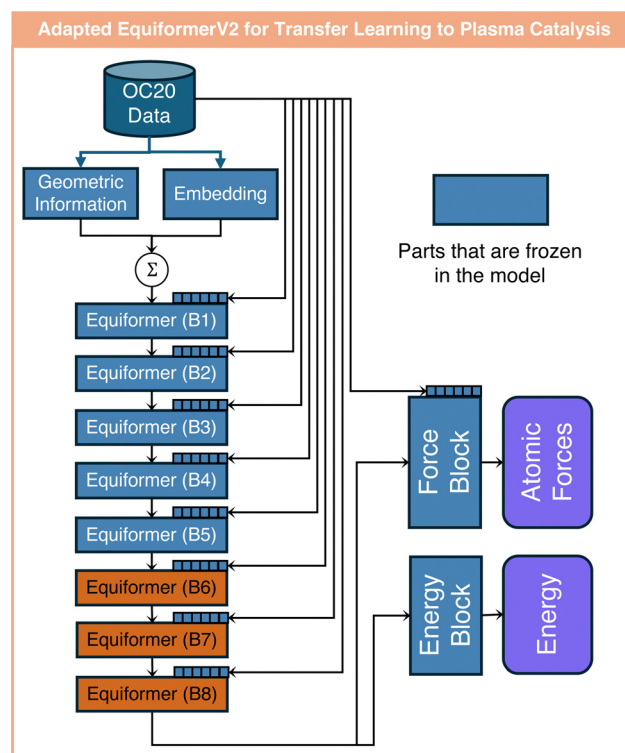 Adapted EquiformerV2 for Transfer Learning to Plasma Catalysis
OC20
Data
Geometric
Information
Embedding
Σ
Parts that are frozen
in the model
Equiformer (B1)
Equiformer (B2)
Equiformer (B3)
Equiformer (B4)
Equiformer (B5)
Equiformer (B6)
Equiformer (B7)
Equiformer (B8)
Force
Block
Atomic
Forces
Energy
Block
Energy